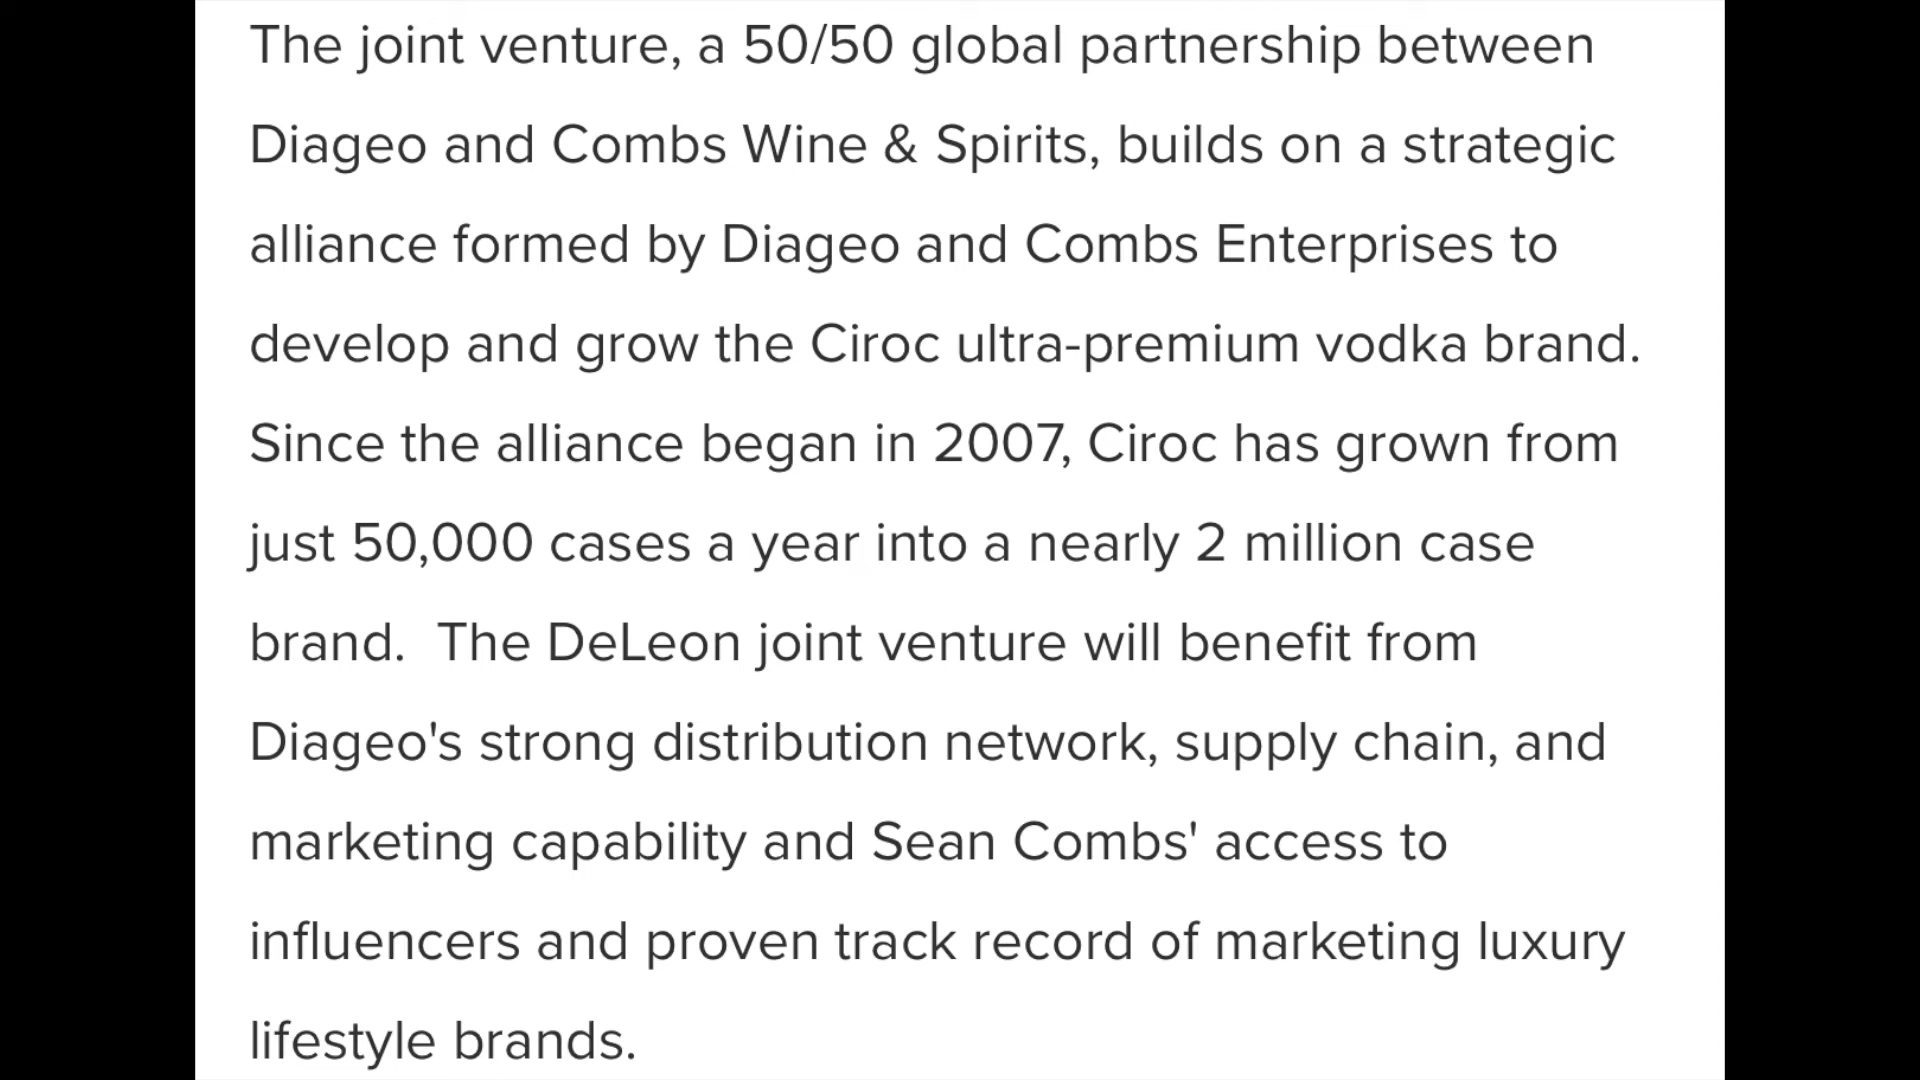 The joint venture, a 50/50 global partnership between
Diageo and Combs Wine & Spirits, builds on a strategic
alliance formed by Diageo and Combs Enterprises to
develop and grow the Ciroc ultra-premium vodka brand.
Since the alliance began in 2007, Ciroc has grown from
just 50,000 cases a year into a nearly 2 million case
brand.  The DeLeon joint venture will benefit from
Diageo's strong distribution network, supply chain, and
marketing capability and Sean Combs' access to
influencers and proven track record of marketing luxury
lifestyle brands.